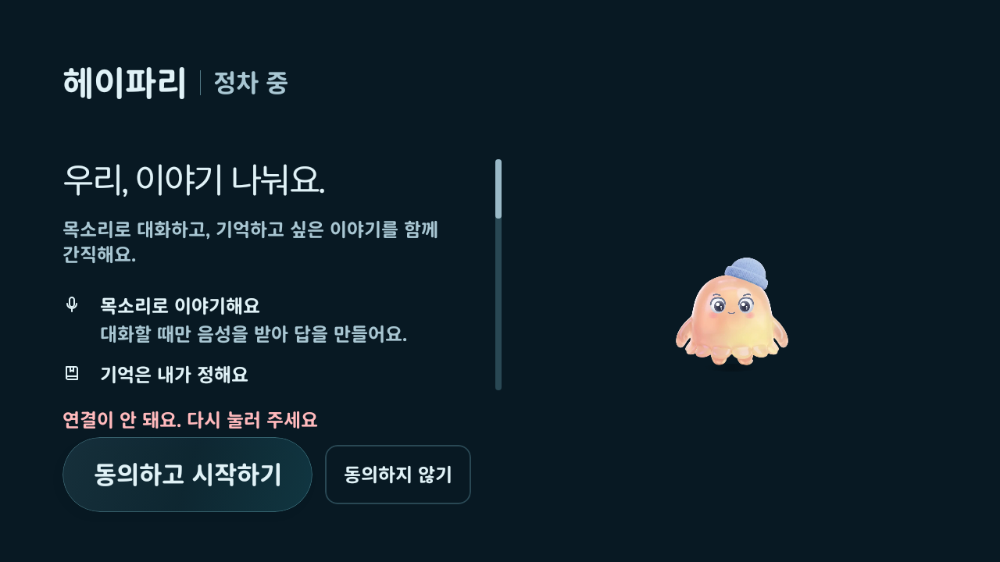 헤이파리
정차 중
우리, 이야기 나눠요.
목소리로 대화하고, 기억하고 싶은 이야기를 함께
간직해요.
목소리로 이야기해요
대화할 때만 음성을 받아 답을 만들어요.
기억은 내가 정해요
연결이 안 돼요. 다시 눌러 주세요
동의하고 시작하기
동의하지 않기